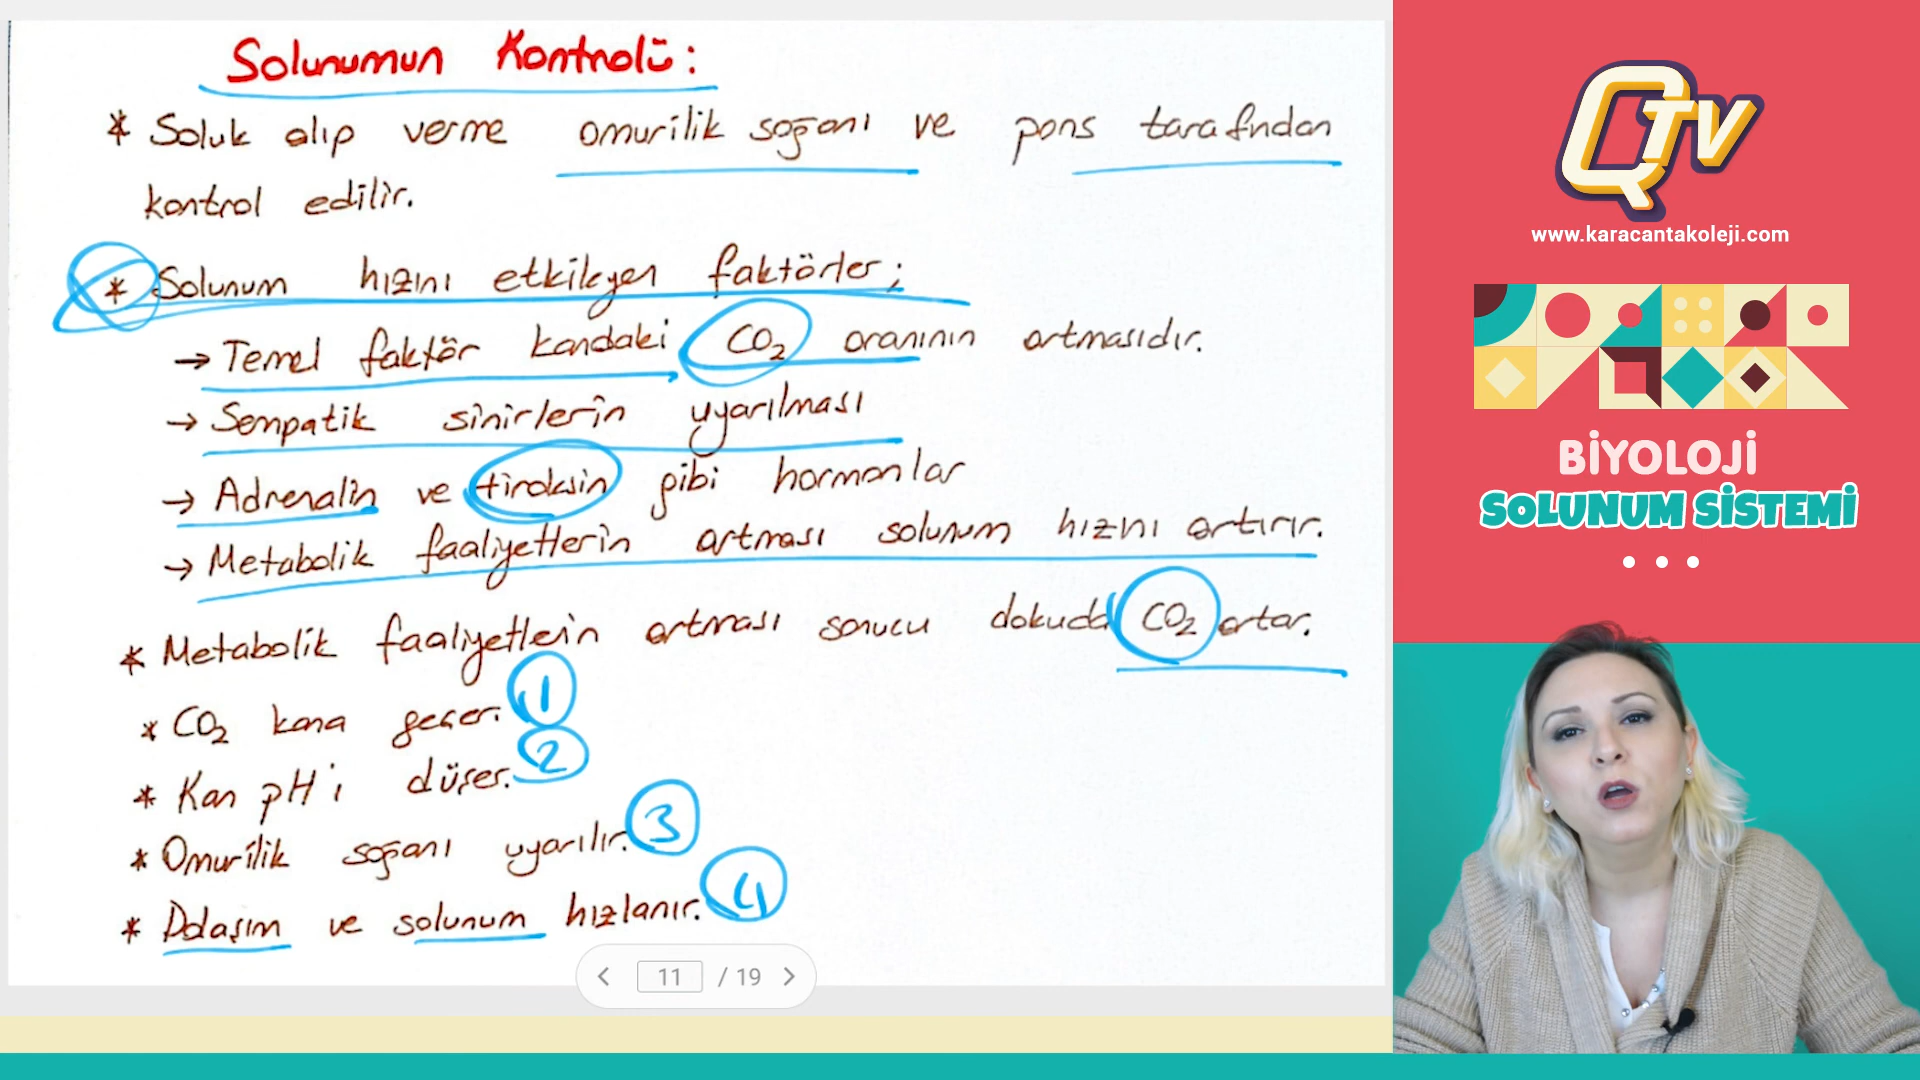 Solunumun Kontrolü:
* Soluk alıp verme omurilik soğanı ve pons tarafından
kontrol edilir.
* Solunum hızını etkileyen faktörler;
→ Temel faktör kandaki CO₂ oranının artmasıdır.
→ Sempatik sinirlerin uyarılması
→ Adrenalin ve tiroksin gibi hormonlar
→ Metabolik faaliyetlerin artması solunum hızını artırır.
* Metabolik faaliyetlerin artması sonucu dokuda CO₂ artar.
* CO₂ kana geçer. 1
* Kan pH'i düşer. 2
* Omurilik soğanı uyarılır. 3
* Dolaşım ve solunum hızlanır. 4
11 / 19
QTV
www.karacantakoleji.com
BİYOLOJİ
SOLUNUM SİSTEMİ